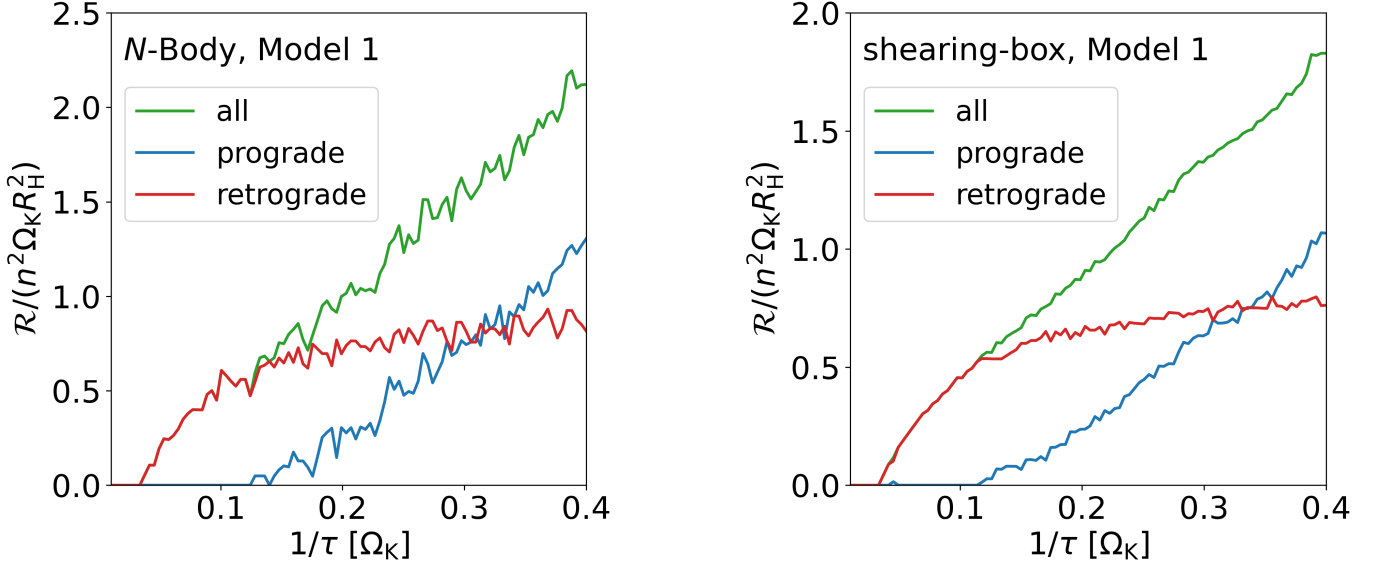 N-Body, Model 1
all
prograde
retrograde
2.5
2.0
1.5
1.0
0.5
0.0
0.1 0.2 0.3 0.4
ℛ/(n²Ω_K R_H²)
1/τ [Ω_K]
shearing-box, Model 1
all
prograde
retrograde
2.0
1.5
1.0
0.5
0.0
0.1 0.2 0.3 0.4
ℛ/(n²Ω_K R_H²)
1/τ [Ω_K]